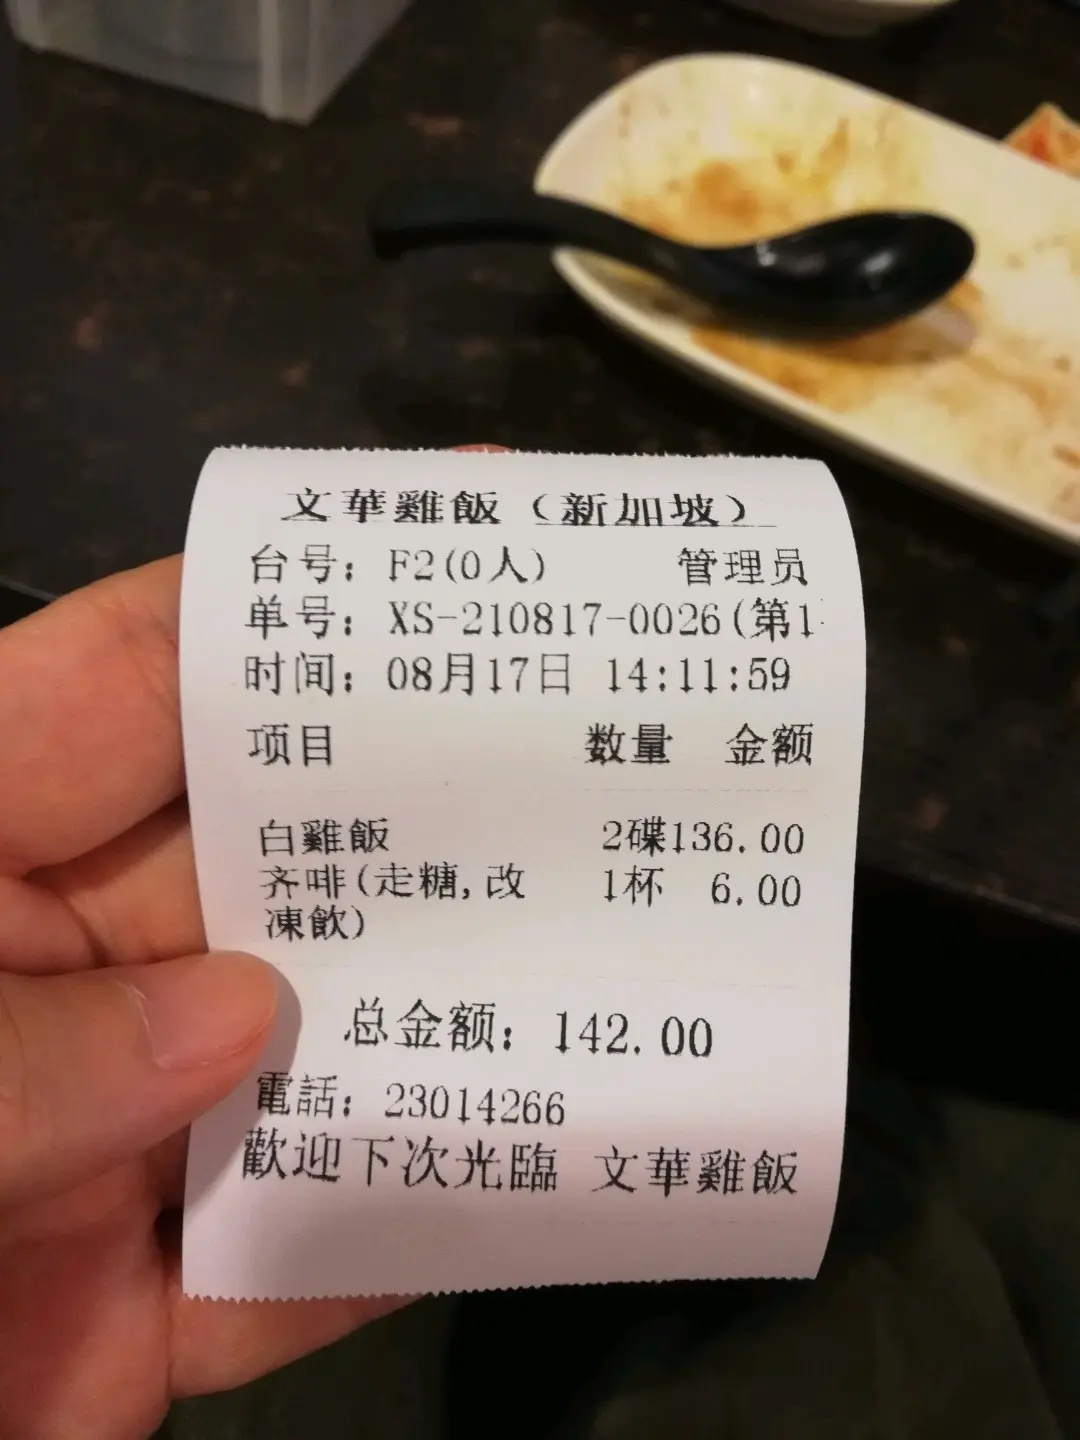 文華雞飯（新加坡）
台号：F2(0人) 管理员
单号：XS-210817-0026(第1
时间：08月17日 14:11:59
项目 数量 金额
白雞飯 2碟136.00
齐啡(走糖,改 1杯 6.00
凍飲)
总金额：142.00
電話：23014266
歡迎下次光臨 文華雞飯